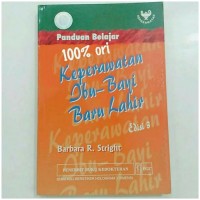 Panduan Belajar
100% ori
Keperawatan
Ibu-Bayi
Baru Lahir
Edisi 3
Barbara R. Stright